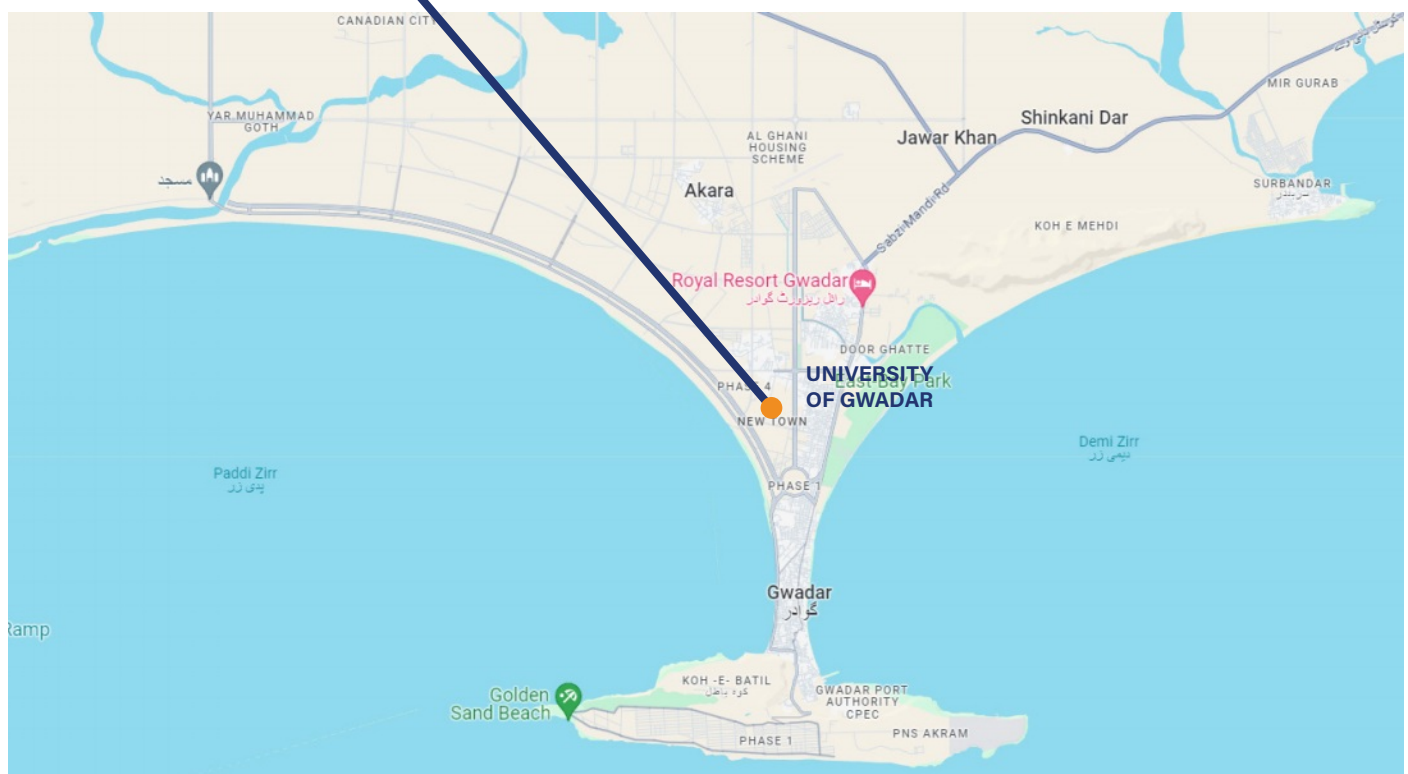 CANADIAN CITY
MIR GURAB
YAR MUHAMMAD
GOTH
Shinkani Dar
AL GHANI
HOUSING
SCHEME
Jawar Khan
مسجد
Akara
SURBANDAR
سربندر
Sabzi Mandi Rd
KOH E MEHDI
Royal Resort Gwadar
رائل ریزورٹ گوادر
DOOR GHATTE
UNIVERSITY
OF GWADAR
East Bay Park
PHASE 4
NEW TOWN
Demi Zirr
دیمی زر
Paddi Zirr
پدی زر
PHASE 1
Gwadar
گوادر
Ramp
KOH -E- BATIL
کوہ باطل
Golden
Sand Beach
GWADAR PORT
AUTHORITY
CPEC
PNS AKRAM
PHASE 1